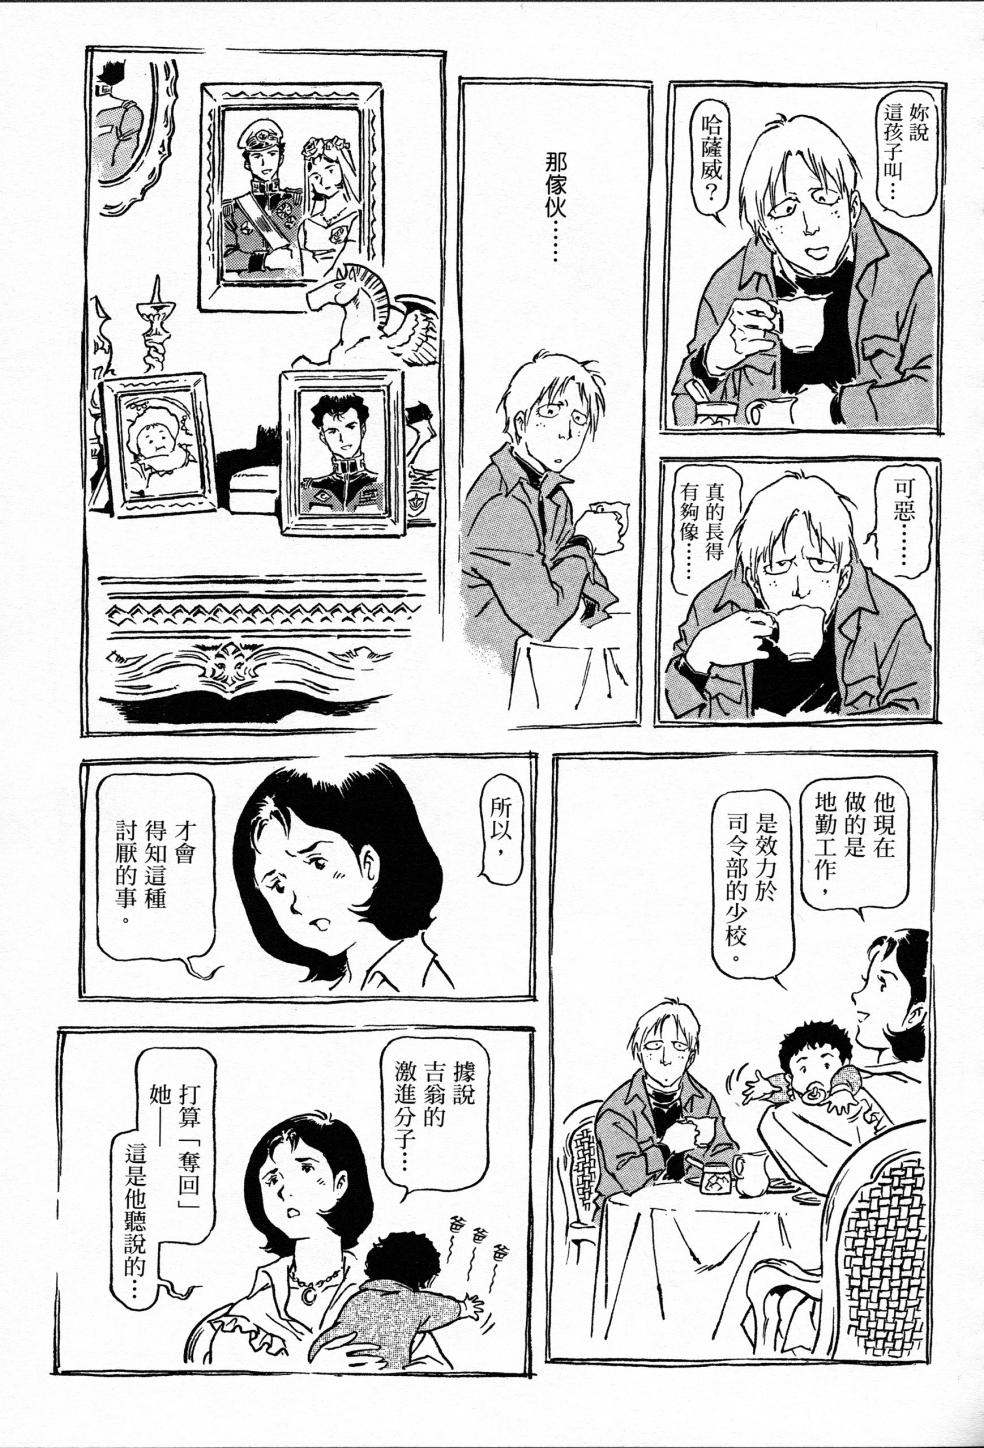 妳說
這孩子叫…
哈薩威？
可惡……
真的長得
有夠像……
那傢伙……
他現在
做的是
地勤工作，
是效力於
司令部的少校。
所以，
才會
得知這種
討厭的事。
據說
吉翁的
激進分子…
打算「奪回」
她——
這是他聽說的…
爸
爸
爸